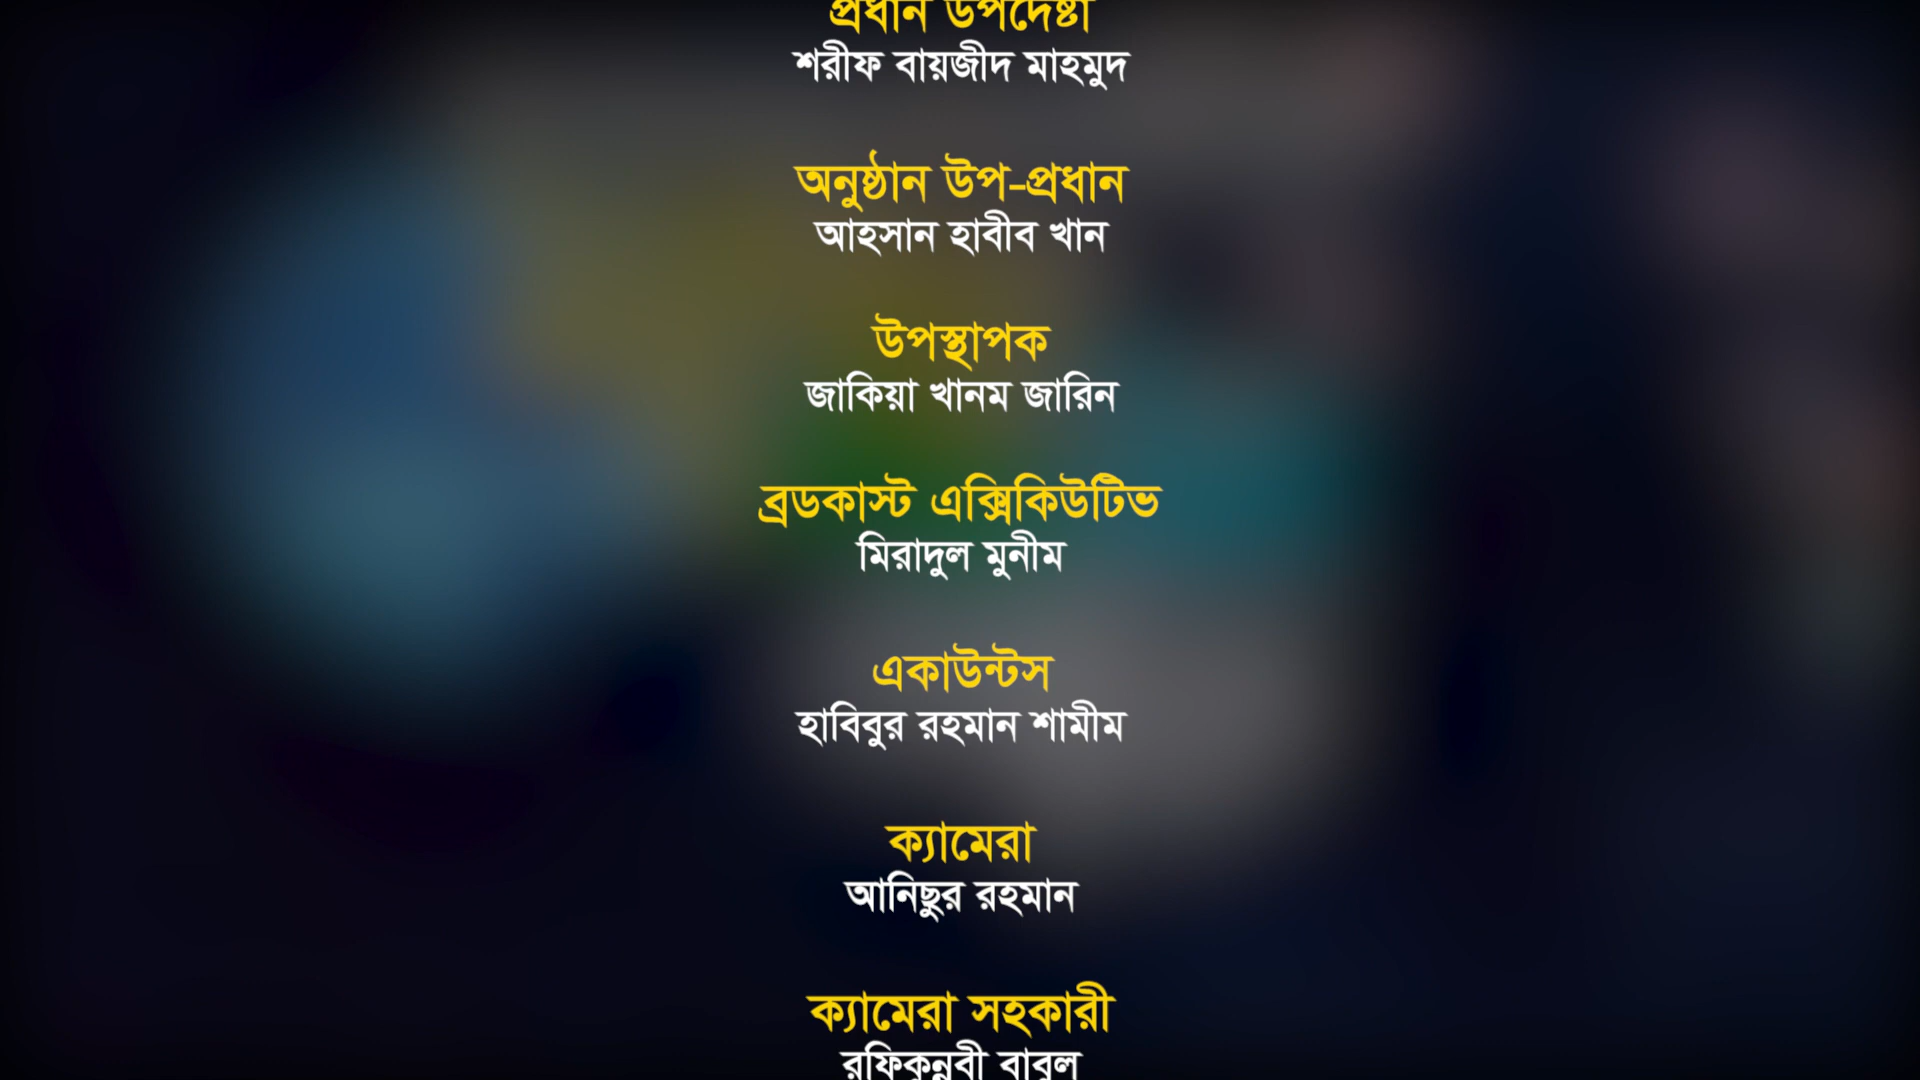 প্রধান উপদেষ্টা
শরীফ বায়জীদ মাহমুদ
অনুষ্ঠান উপ-প্রধান
আহসান হাবীব খান
উপস্থাপক
জাকিয়া খানম জারিন
ব্রডকাস্ট এক্সিকিউটিভ
মিরাদুল মুনীম
একাউন্টস
হাবিবুর রহমান শামীম
ক্যামেরা
আনিছুর রহমান
ক্যামেরা সহকারী
রফিকুন্নবী বাবুল